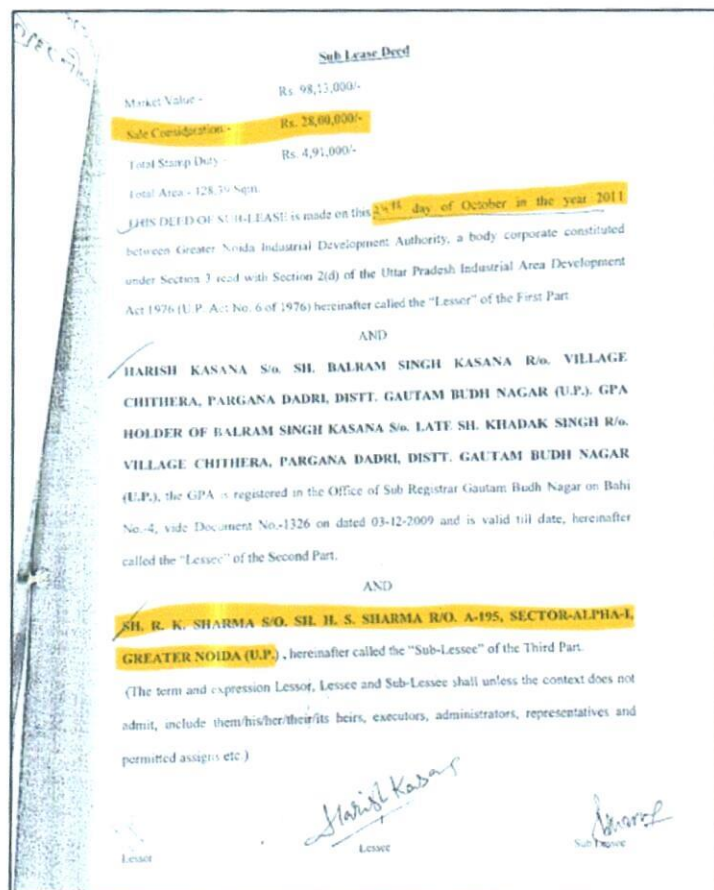 Sub Lease Deed
Market Value:- Rs. 98,13,000/-
Sale Consideration:- Rs. 28,00,000/-
Total Stamp Duty:- Rs. 4,91,000/-
Total Area:- 128.39 Sqm.
THIS DEED OF SUB-LEASE is made on this day of October in the year 2011
between Greater Noida Industrial Development Authority, a body corporate constituted
under Section 3 read with Section 2(d) of the Uttar Pradesh Industrial Area Development
Act 1976 (U.P. Act No. 6 of 1976) hereinafter called the "Lessor" of the First Part.
AND
HARISH KASANA S/o. SH. BALRAM SINGH KASANA R/o. VILLAGE
CHITHERA, PARGANA DADRI, DISTT. GAUTAM BUDH NAGAR (U.P.). GPA
HOLDER OF BALRAM SINGH KASANA S/o. LATE SH. KHADAK SINGH R/o.
VILLAGE CHITHERA, PARGANA DADRI, DISTT. GAUTAM BUDH NAGAR
(U.P.), the GPA is registered in the Office of Sub Registrar Gautam Budh Nagar on Bahi
No.-4, vide Document No.-1326 on dated 03-12-2009 and is valid till date, hereinafter
called the "Lessee" of the Second Part.
AND
SH. R. K. SHARMA S/O. SH. H. S. SHARMA R/O. A-195, SECTOR-ALPHA-I,
GREATER NOIDA (U.P.) , hereinafter called the "Sub-Lessee" of the Third Part.
(The term and expression Lessor, Lessee and Sub-Lessee shall unless the context does not
admit, include them/his/her/their/its heirs, executors, administrators, representatives and
permitted assigns etc.)
Harish Kasana
Lessor Lessee Sub Lessee